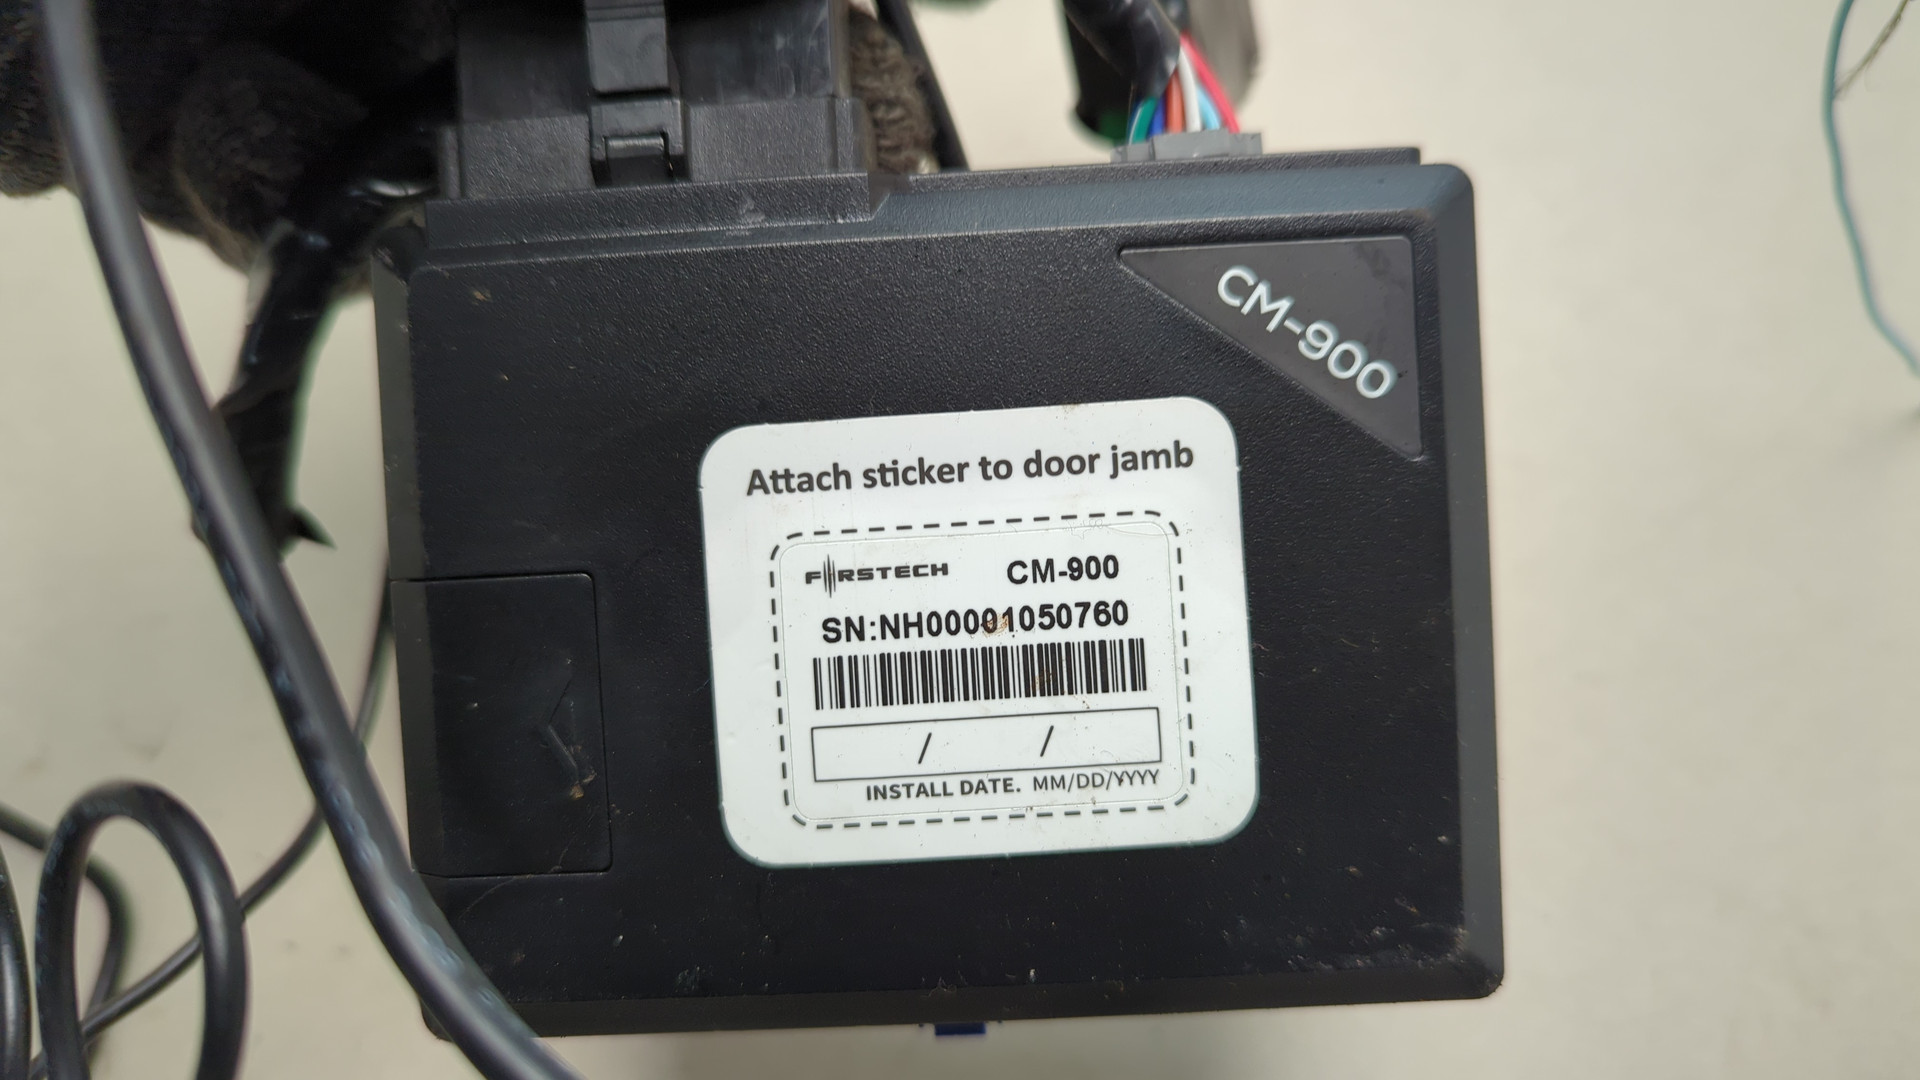 CM-900
Attach sticker to door jamb
FIRSTECH CM-900
SN:NH00001050760
/ /
INSTALL DATE. MM/DD/YYYY